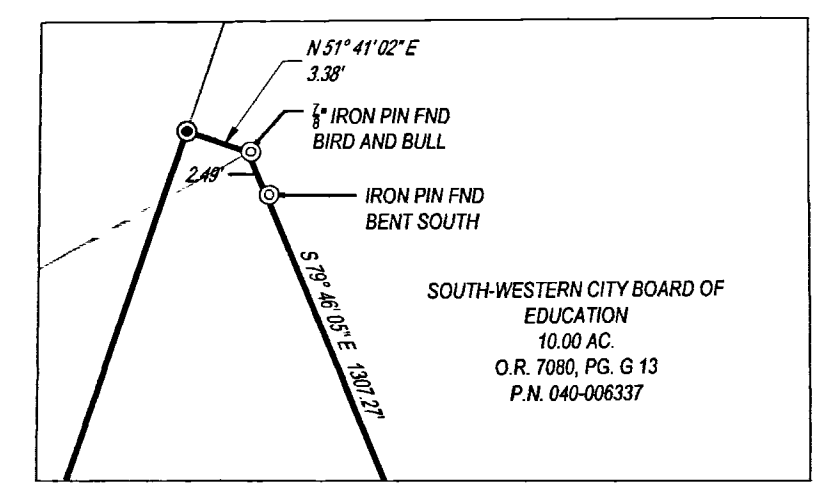 N 51° 41' 02" E
3.38'
7/8" IRON PIN FND
BIRD AND BULL
2.49'
IRON PIN FND
BENT SOUTH
S 79° 46' 05" E 1307.27'
SOUTH-WESTERN CITY BOARD OF
EDUCATION
10.00 AC.
O.R. 7080, PG. G 13
P.N. 040-006337